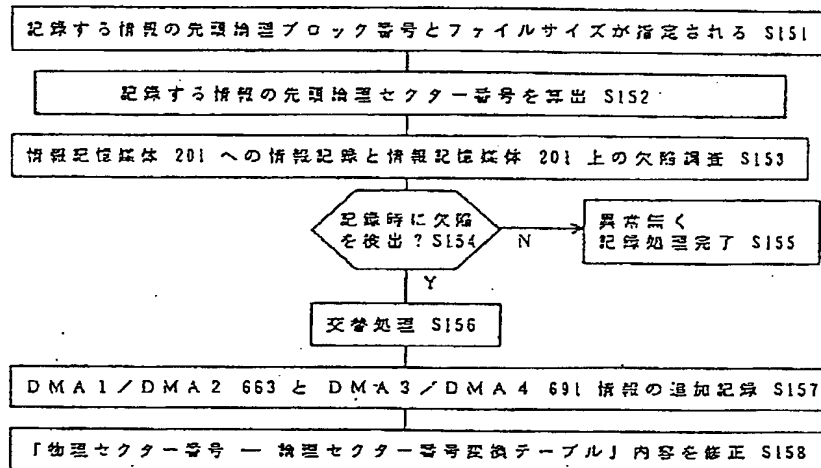 記録する情報の先頭論理ブロック番号とファイルサイズが指定される S151
記録する情報の先頭論理セクター番号を算出 S152
情報記憶媒体 201 への情報記録と情報記憶媒体 201 上の欠陥調査 S153
記録時に欠陥
を検出？S154
N
異常無く
記録処理完了 S155
Y
交替処理 S156
DMA1／DMA2 663 と DMA3／DMA4 691 情報の追加記録 S157
「物理セクター番号 — 論理セクター番号変換テーブル」内容を修正 S158